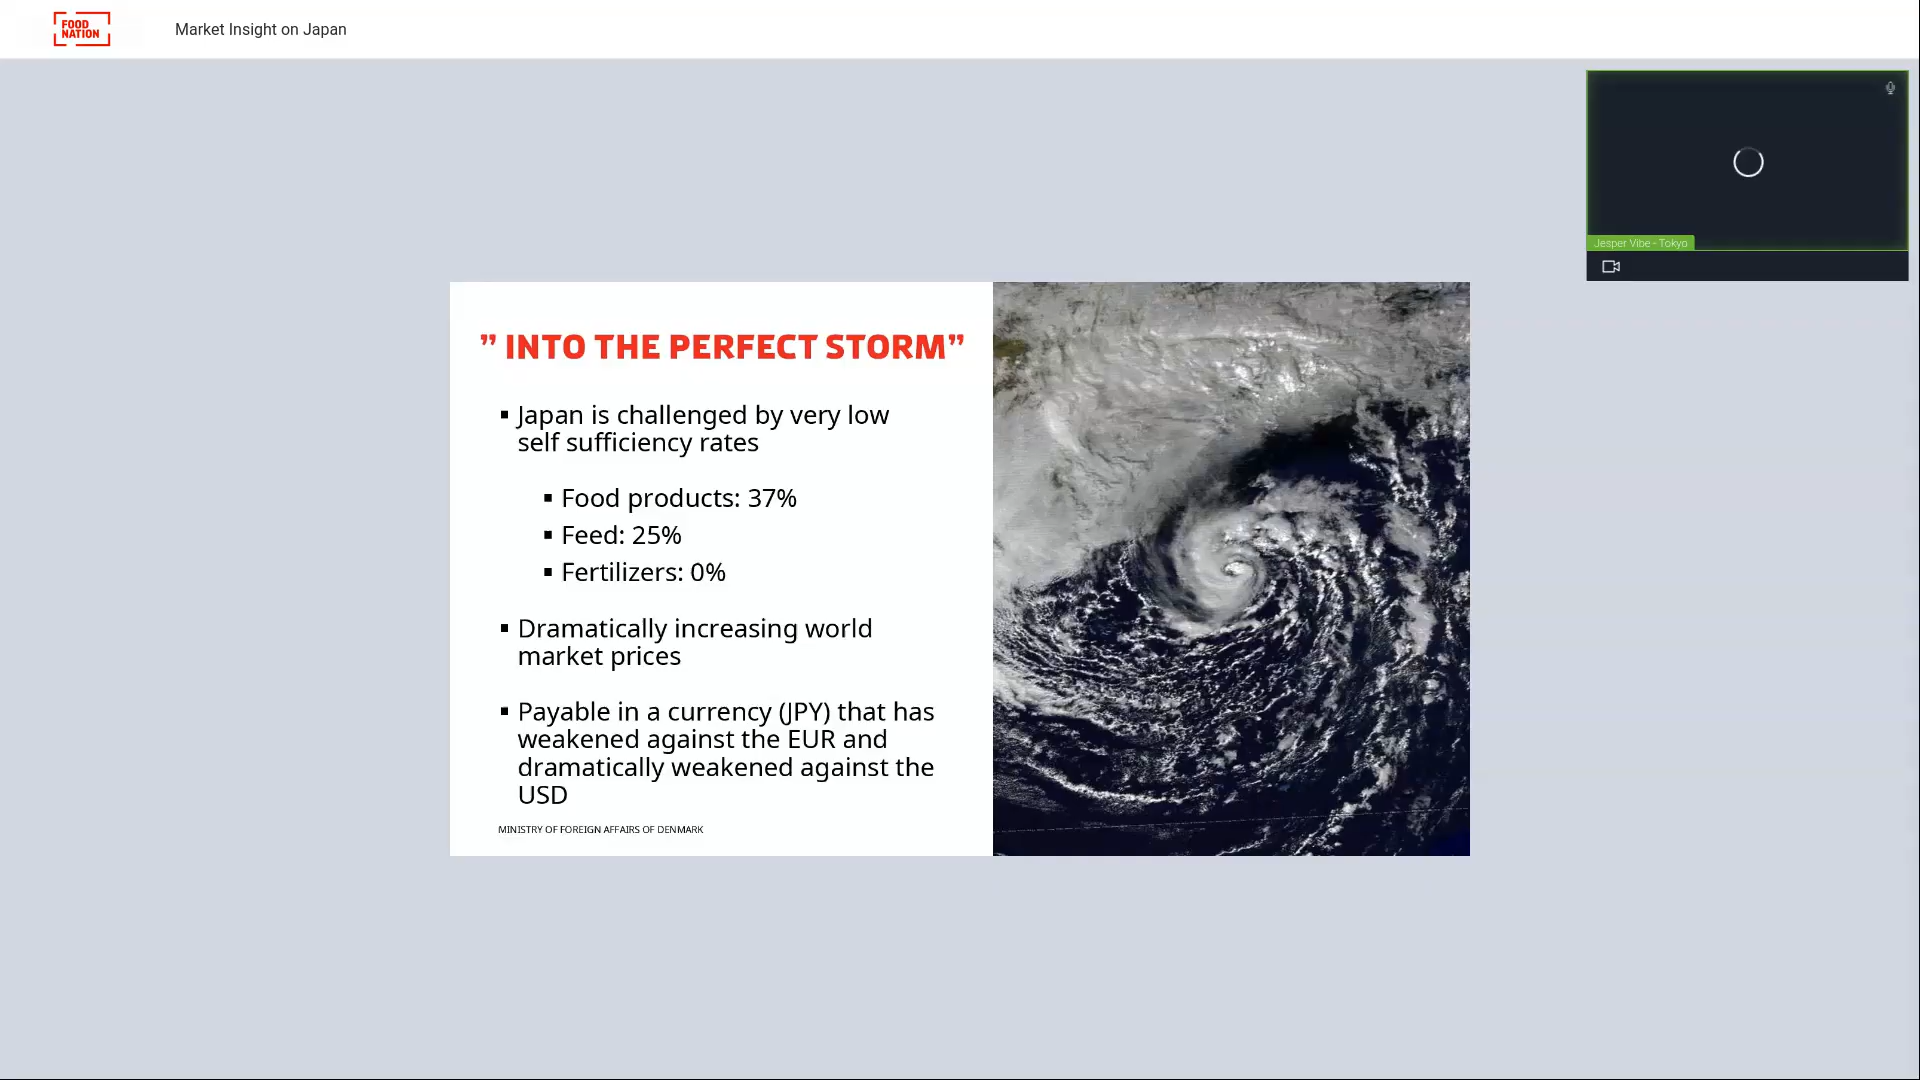 FOOD
NATION
Market Insight on Japan
Jesper Vibe - Tokyo
” INTO THE PERFECT STORM”
▪ Japan is challenged by very low
self sufficiency rates
▪ Food products: 37%
▪ Feed: 25%
▪ Fertilizers: 0%
▪ Dramatically increasing world
market prices
▪ Payable in a currency (JPY) that has
weakened against the EUR and
dramatically weakened against the
USD
MINISTRY OF FOREIGN AFFAIRS OF DENMARK